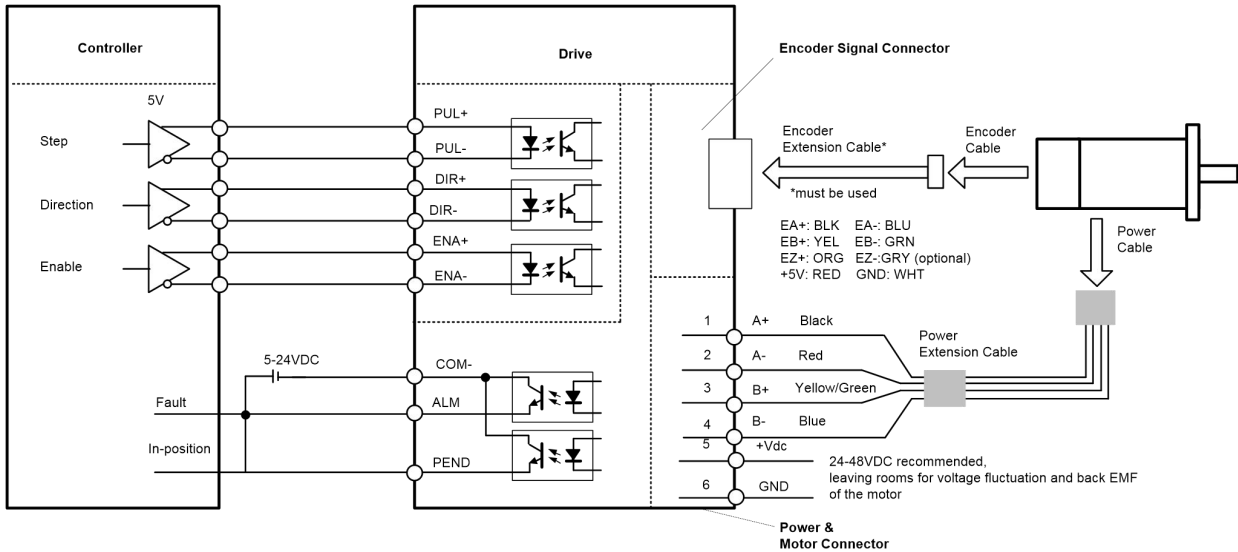 Controller
Drive
Encoder Signal Connector
5V
Step
Direction
Enable
PUL+
PUL-
DIR+
DIR-
ENA+
ENA-
Encoder
Extension Cable*
*must be used
Encoder
Cable
EA+: BLK EA-: BLU
EB+: YEL EB-: GRN
EZ+: ORG EZ-:GRY (optional)
+5V: RED GND: WHT
Power
Cable
5-24VDC
Fault
In-position
COM-
ALM
PEND
1 A+ Black
2 A- Red
3 B+ Yellow/Green
4 B- Blue
5 +Vdc
6 GND
Power
Extension Cable
24-48VDC recommended,
leaving rooms for voltage fluctuation and back EMF
of the motor
Power &
Motor Connector